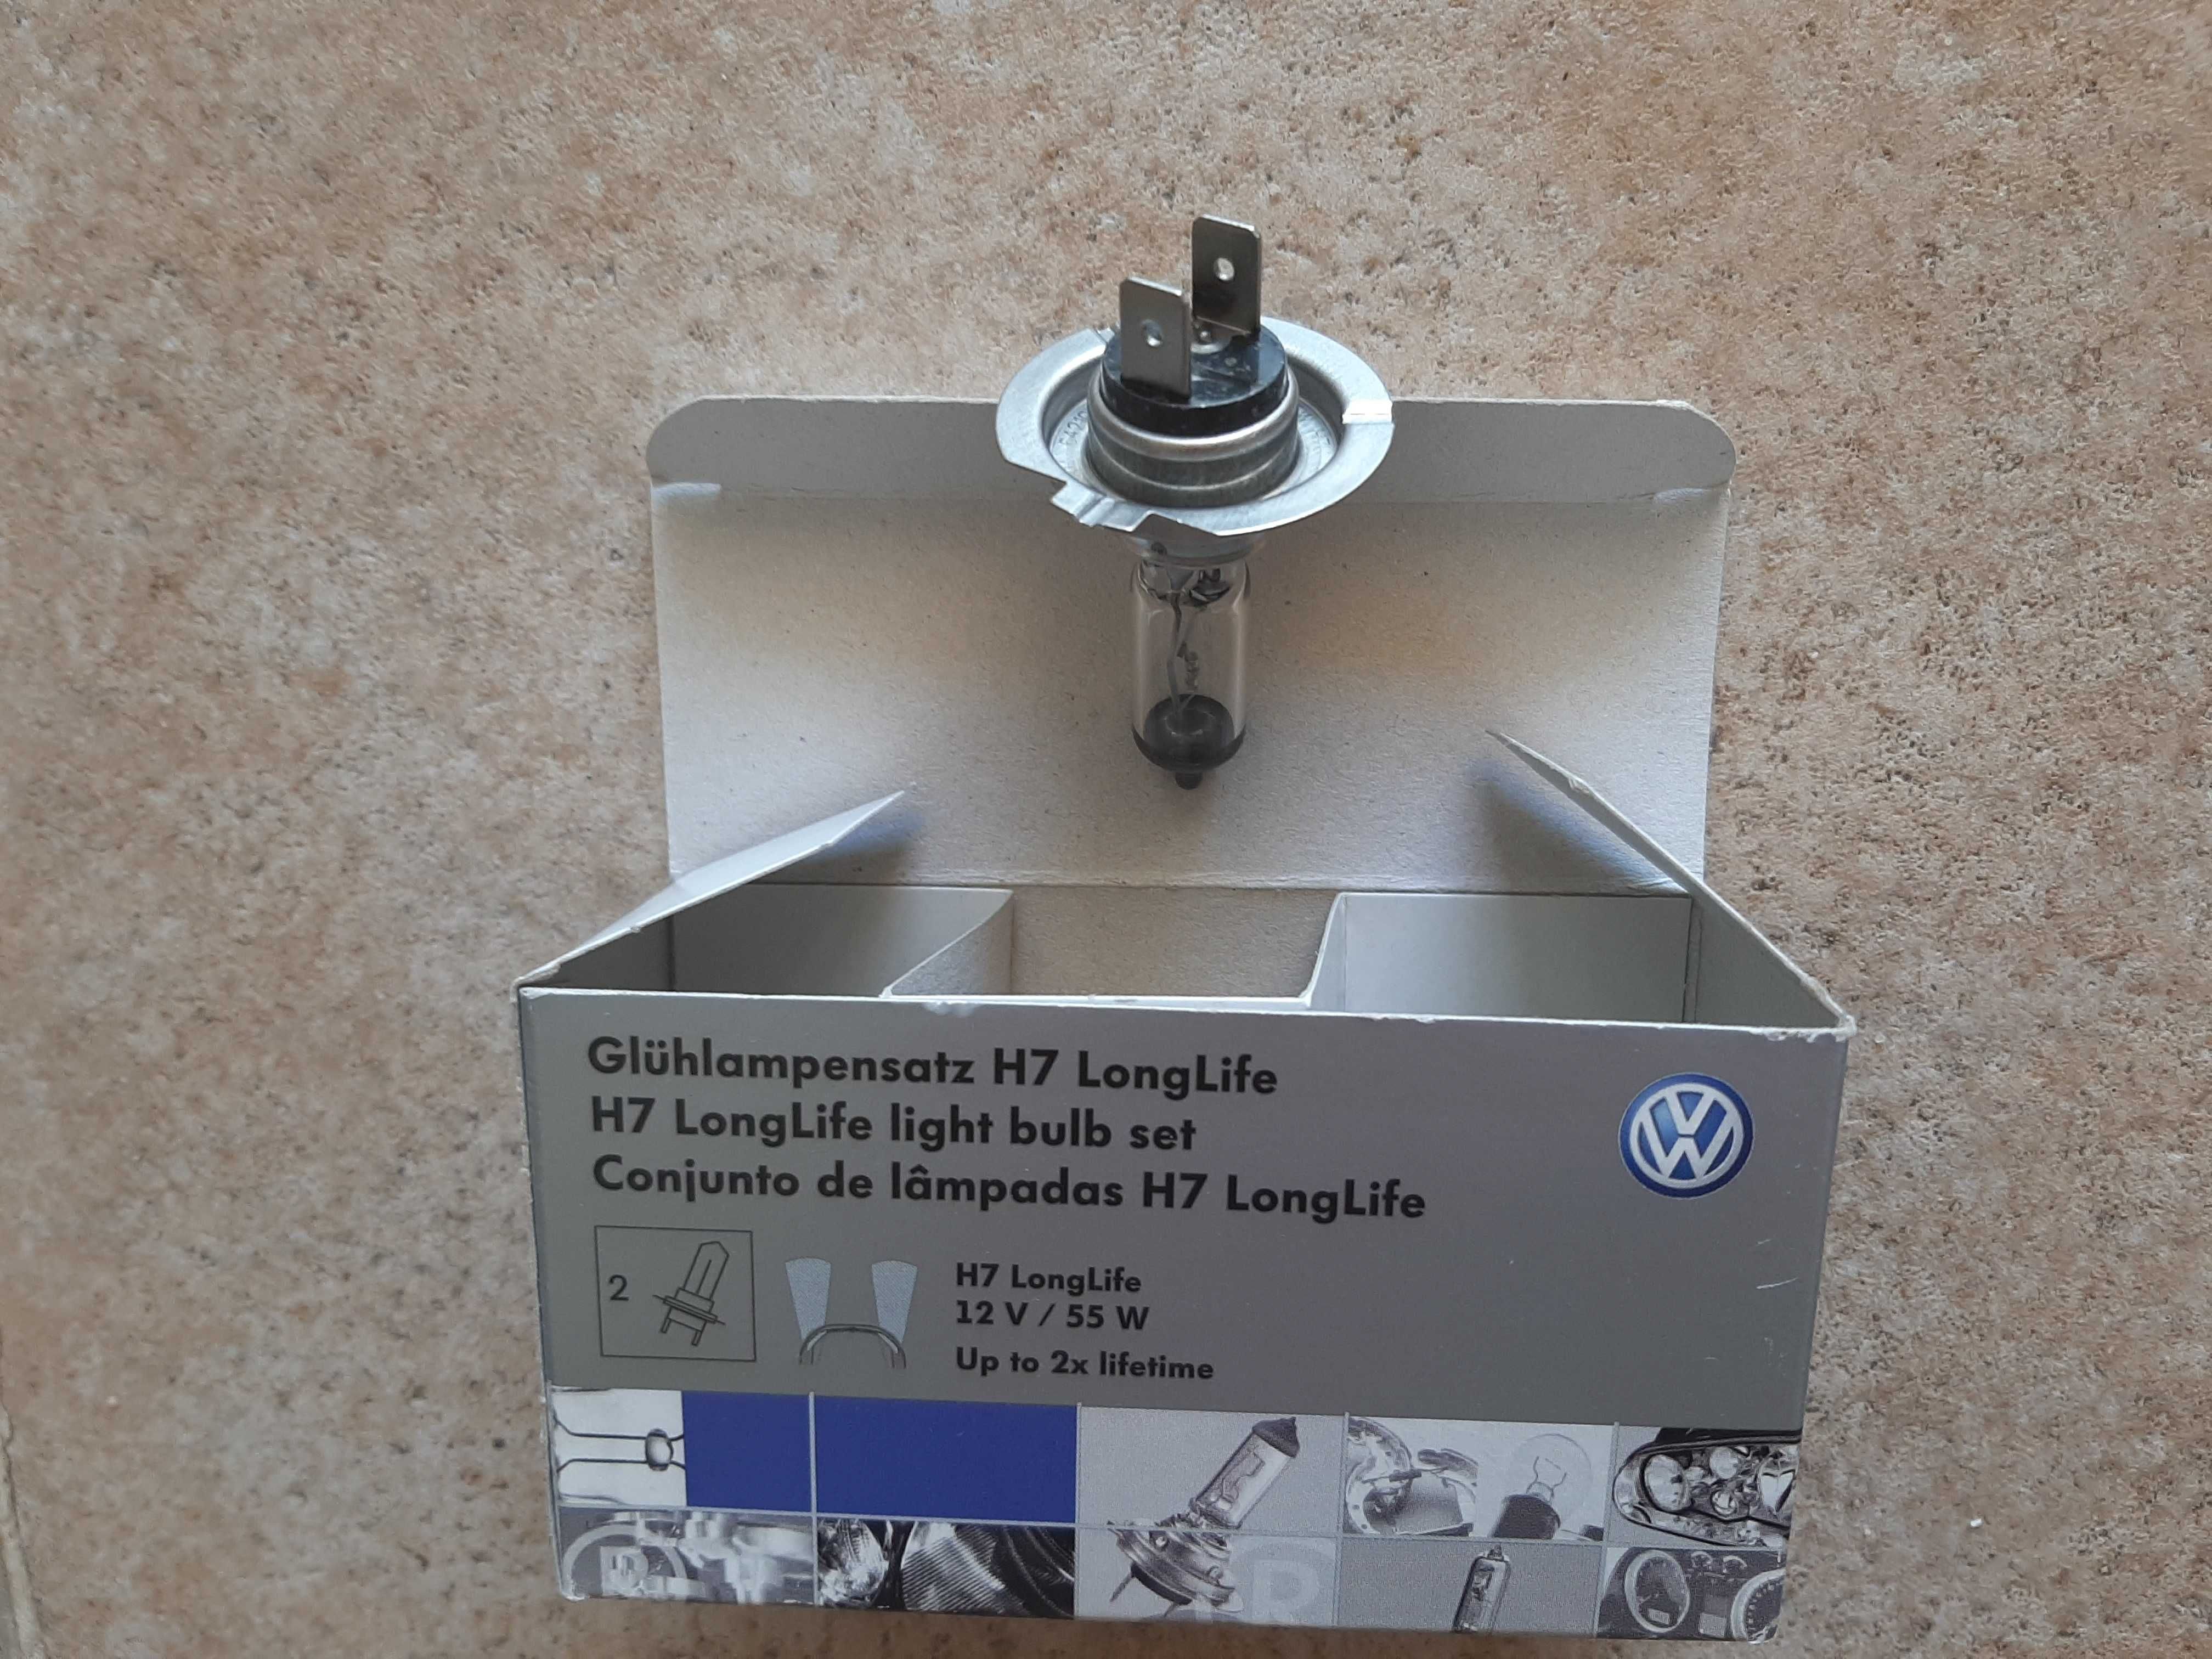 Glühlampensatz H7 LongLife
H7 LongLife light bulb set
Conjunto de lâmpadas H7 LongLife
2
H7 LongLife
12 V / 55 W
Up to 2x lifetime